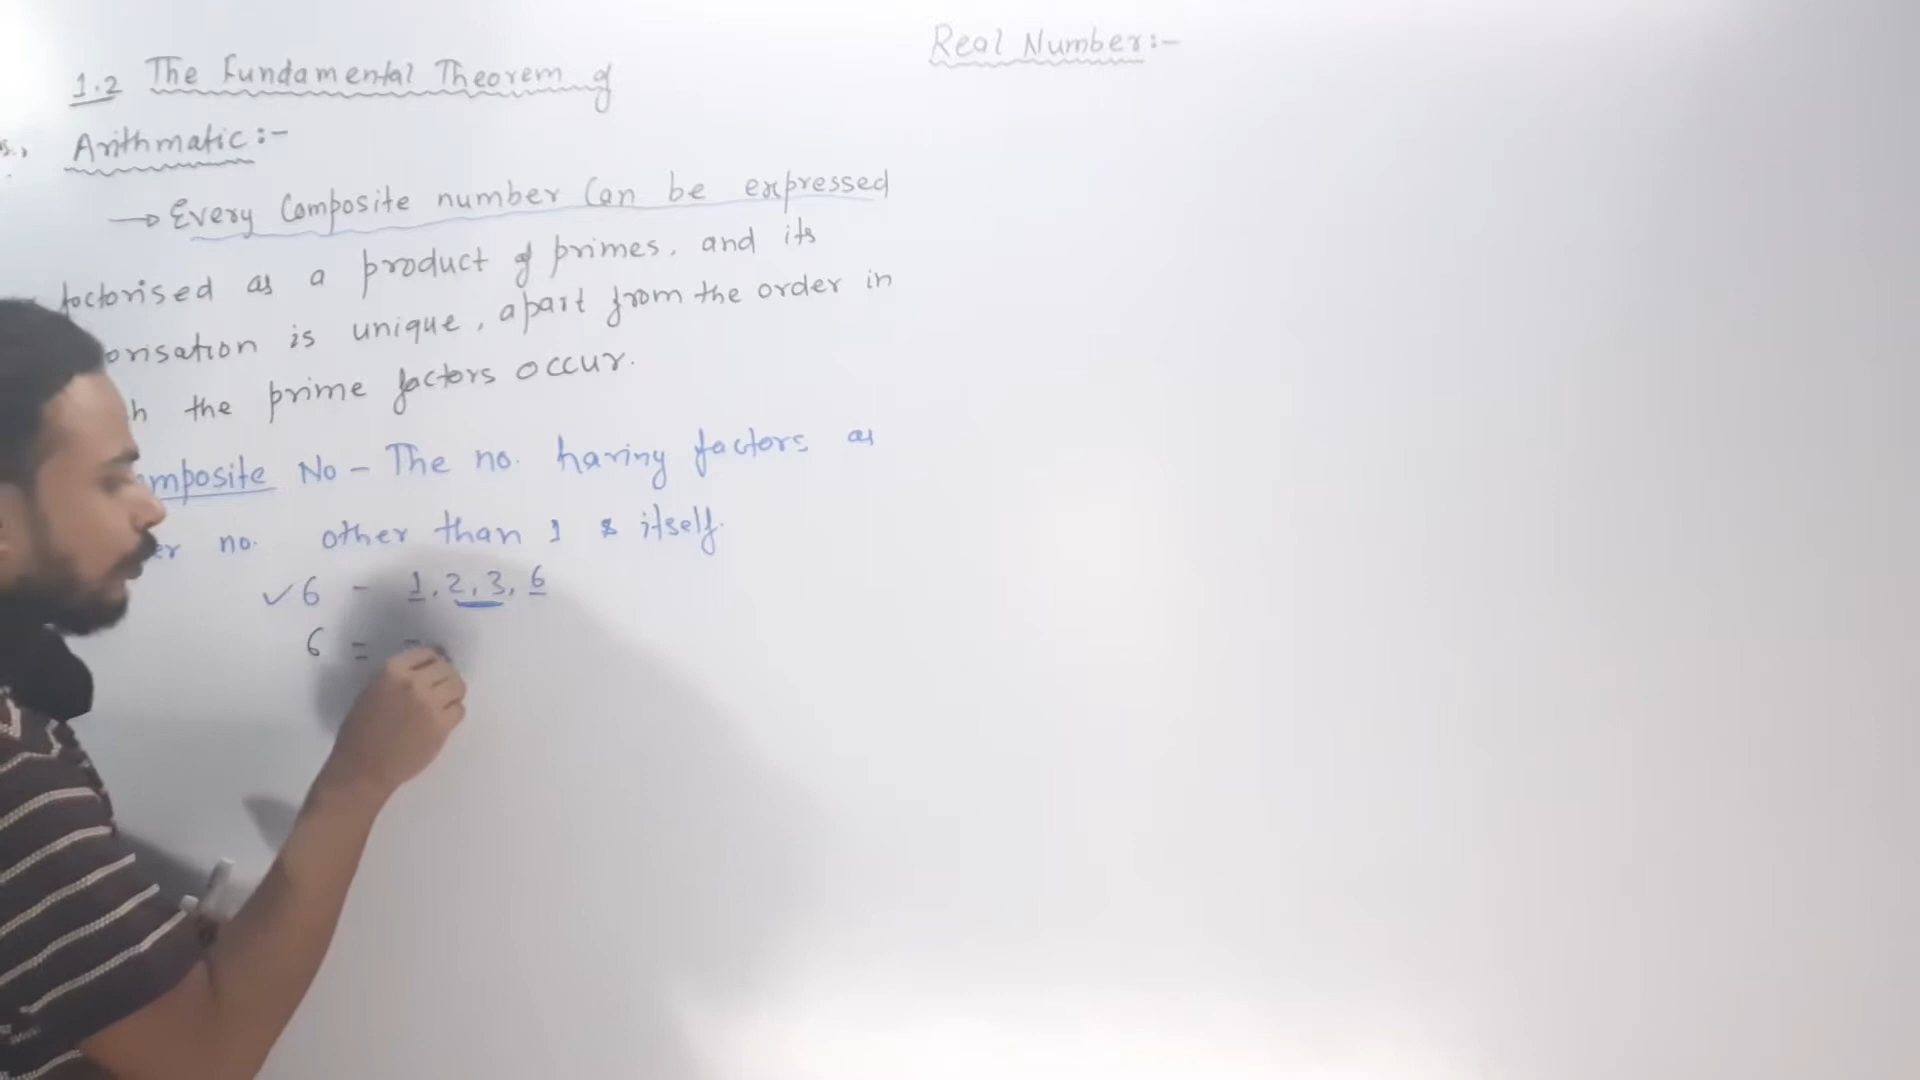 Real Number:-
1.2 The Fundamental Theorem of
Arithmatic:-
→ Every Composite number Can be expressed
factorised as a product of primes, and its
orisation is unique, apart from the order in
h the prime factors occur.
mposite No - The no. having factors as
er no. other than 1 & itself.
✓6 - 1, 2, 3, 6
6 =